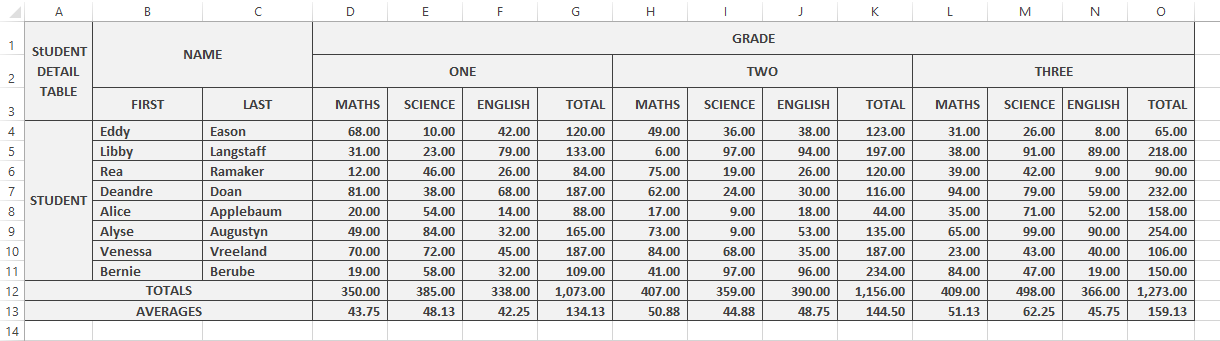 A B C D E F G H I J K L M N O
1 GRADE
StUDENT DETAIL TABLE
NAME
2 ONE TWO THREE
3 FIRST LAST MATHS SCIENCE ENGLISH TOTAL MATHS SCIENCE ENGLISH TOTAL MATHS SCIENCE ENGLISH TOTAL
4 Eddy Eason 68.00 10.00 42.00 120.00 49.00 36.00 38.00 123.00 31.00 26.00 8.00 65.00
5 Libby Langstaff 31.00 23.00 79.00 133.00 6.00 97.00 94.00 197.00 38.00 91.00 89.00 218.00
6 Rea Ramaker 12.00 46.00 26.00 84.00 75.00 19.00 26.00 120.00 39.00 42.00 9.00 90.00
7 Deandre Doan 81.00 38.00 68.00 187.00 62.00 24.00 30.00 116.00 94.00 79.00 59.00 232.00
STUDENT
8 Alice Applebaum 20.00 54.00 14.00 88.00 17.00 9.00 18.00 44.00 35.00 71.00 52.00 158.00
9 Alyse Augustyn 49.00 84.00 32.00 165.00 73.00 9.00 53.00 135.00 65.00 99.00 90.00 254.00
10 Venessa Vreeland 70.00 72.00 45.00 187.00 84.00 68.00 35.00 187.00 23.00 43.00 40.00 106.00
11 Bernie Berube 19.00 58.00 32.00 109.00 41.00 97.00 96.00 234.00 84.00 47.00 19.00 150.00
12 TOTALS 350.00 385.00 338.00 1,073.00 407.00 359.00 390.00 1,156.00 409.00 498.00 366.00 1,273.00
13 AVERAGES 43.75 48.13 42.25 134.13 50.88 44.88 48.75 144.50 51.13 62.25 45.75 159.13
14